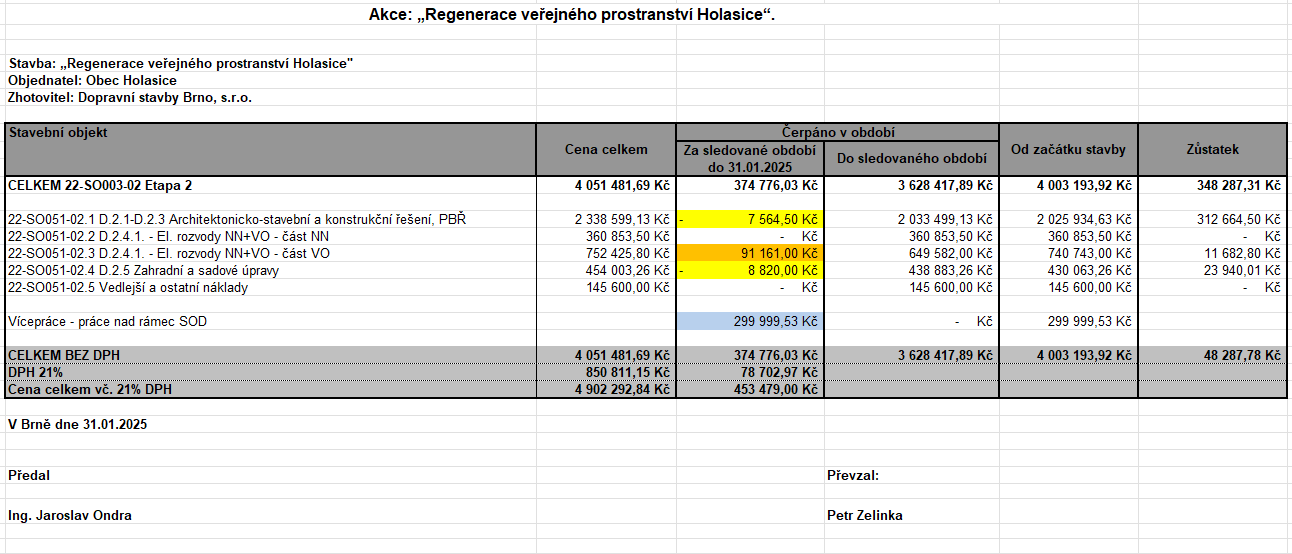 Akce: „Regenerace veřejného prostranství Holasice“.
Stavba: „Regenerace veřejného prostranství Holasice"
Objednatel: Obec Holasice
Zhotovitel: Dopravní stavby Brno, s.r.o.
Stavební objekt Cena celkem Čerpáno v období Od začátku stavby Zůstatek
Za sledované období do 31.01.2025 Do sledovaného období
CELKEM 22-SO003-02 Etapa 2 4 051 481,69 Kč 374 776,03 Kč 3 628 417,89 Kč 4 003 193,92 Kč 348 287,31 Kč
22-SO051-02.1 D.2.1-D.2.3 Architektonicko-stavební a konstrukční řešení, PBŘ 2 338 599,13 Kč - 7 564,50 Kč 2 033 499,13 Kč 2 025 934,63 Kč 312 664,50 Kč
22-SO051-02.2 D.2.4.1. - El. rozvody NN+VO - část NN 360 853,50 Kč - Kč 360 853,50 Kč 360 853,50 Kč - Kč
22-SO051-02.3 D.2.4.1. - El. rozvody NN+VO - část VO 752 425,80 Kč 91 161,00 Kč 649 582,00 Kč 740 743,00 Kč 11 682,80 Kč
22-SO051-02.4 D.2.5 Zahradní a sadové úpravy 454 003,26 Kč - 8 820,00 Kč 438 883,26 Kč 430 063,26 Kč 23 940,01 Kč
22-SO051-02.5 Vedlejší a ostatní náklady 145 600,00 Kč - Kč 145 600,00 Kč 145 600,00 Kč - Kč
Vícepráce - práce nad rámec SOD 299 999,53 Kč - Kč 299 999,53 Kč
CELKEM BEZ DPH 4 051 481,69 Kč 374 776,03 Kč 3 628 417,89 Kč 4 003 193,92 Kč 48 287,78 Kč
DPH 21% 850 811,15 Kč 78 702,97 Kč
Cena celkem vč. 21% DPH 4 902 292,84 Kč 453 479,00 Kč
V Brně dne 31.01.2025
Předal Převzal:
Ing. Jaroslav Ondra Petr Zelinka